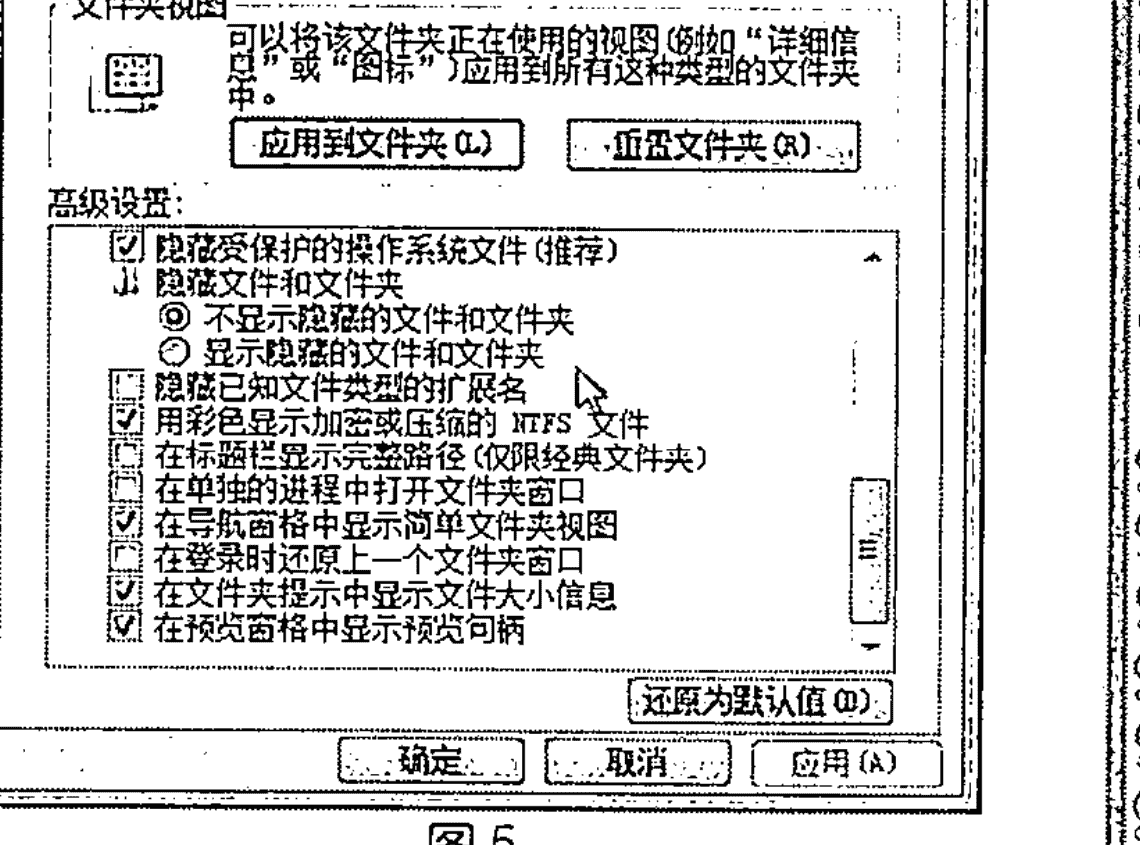 文件夹视图
可以将该文件夹正在使用的视图(例如“详细信
息”或“图标”)应用到所有这种类型的文件夹
中。
应用到文件夹(L) 重置文件夹(R)
高级设置:
隐藏受保护的操作系统文件(推荐)
隐藏文件和文件夹
不显示隐藏的文件和文件夹
显示隐藏的文件和文件夹
隐藏已知文件类型的扩展名
用彩色显示加密或压缩的 NTFS 文件
在标题栏显示完整路径(仅限经典文件夹)
在单独的进程中打开文件夹窗口
在导航窗格中显示简单文件夹视图
在登录时还原上一个文件夹窗口
在文件夹提示中显示文件大小信息
在预览窗格中显示预览句柄
还原为默认值(D)
确定 取消 应用(A)
图 5